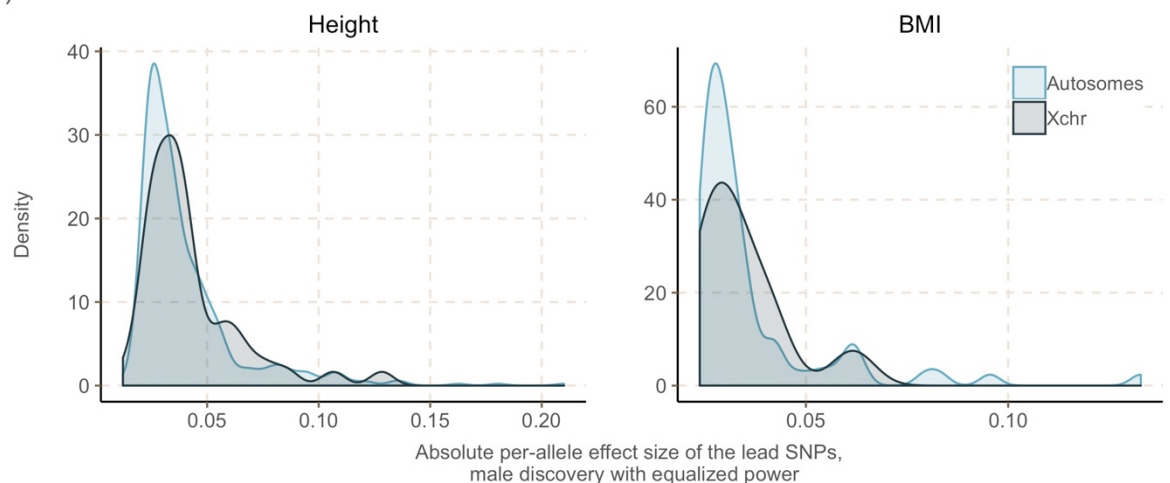 )
Height
BMI
Density
40
30
20
10
0
0.05
0.10
0.15
0.20
60
40
20
0
0.05
0.10
Autosomes
Xchr
Absolute per-allele effect size of the lead SNPs,
male discovery with equalized power